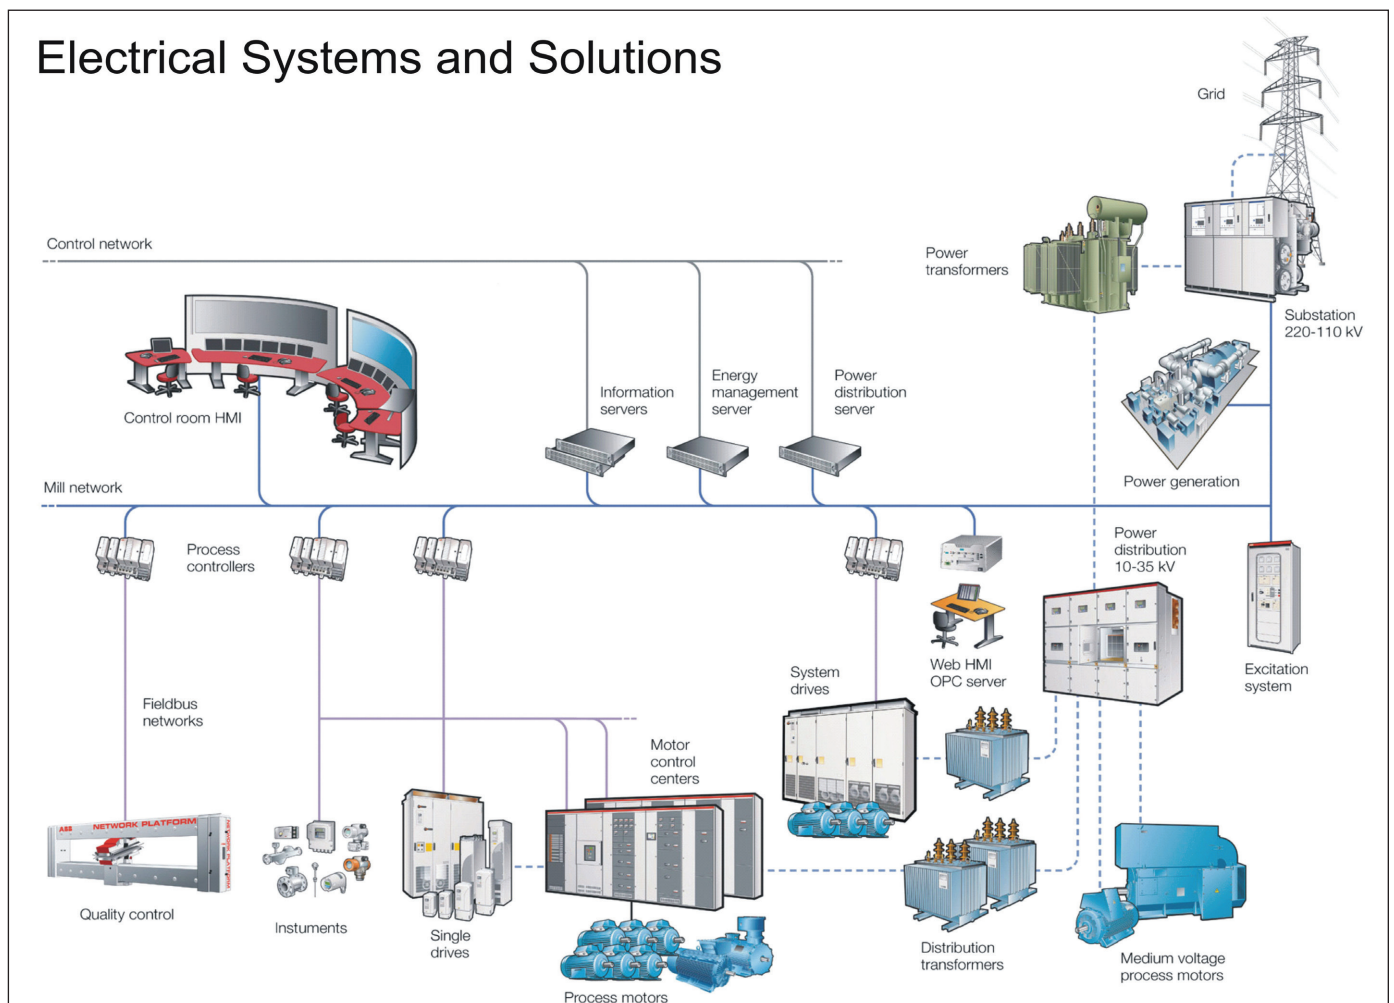 Electrical Systems and Solutions
Grid
Control network
Power
transformers
Substation
220-110 kV
Information
servers
Energy
management
server
Power
distribution
server
Control room HMI
Power generation
Mill network
Process
controllers
Power
distribution
10-35 kV
Web HMI
OPC server
Excitation
system
System
drives
Fieldbus
networks
Motor
control
centers
ABB NETWORK PLATFORM
NETWORK PLATFORM
Quality control
Instuments
Single
drives
Process motors
Distribution
transformers
Medium voltage
process motors